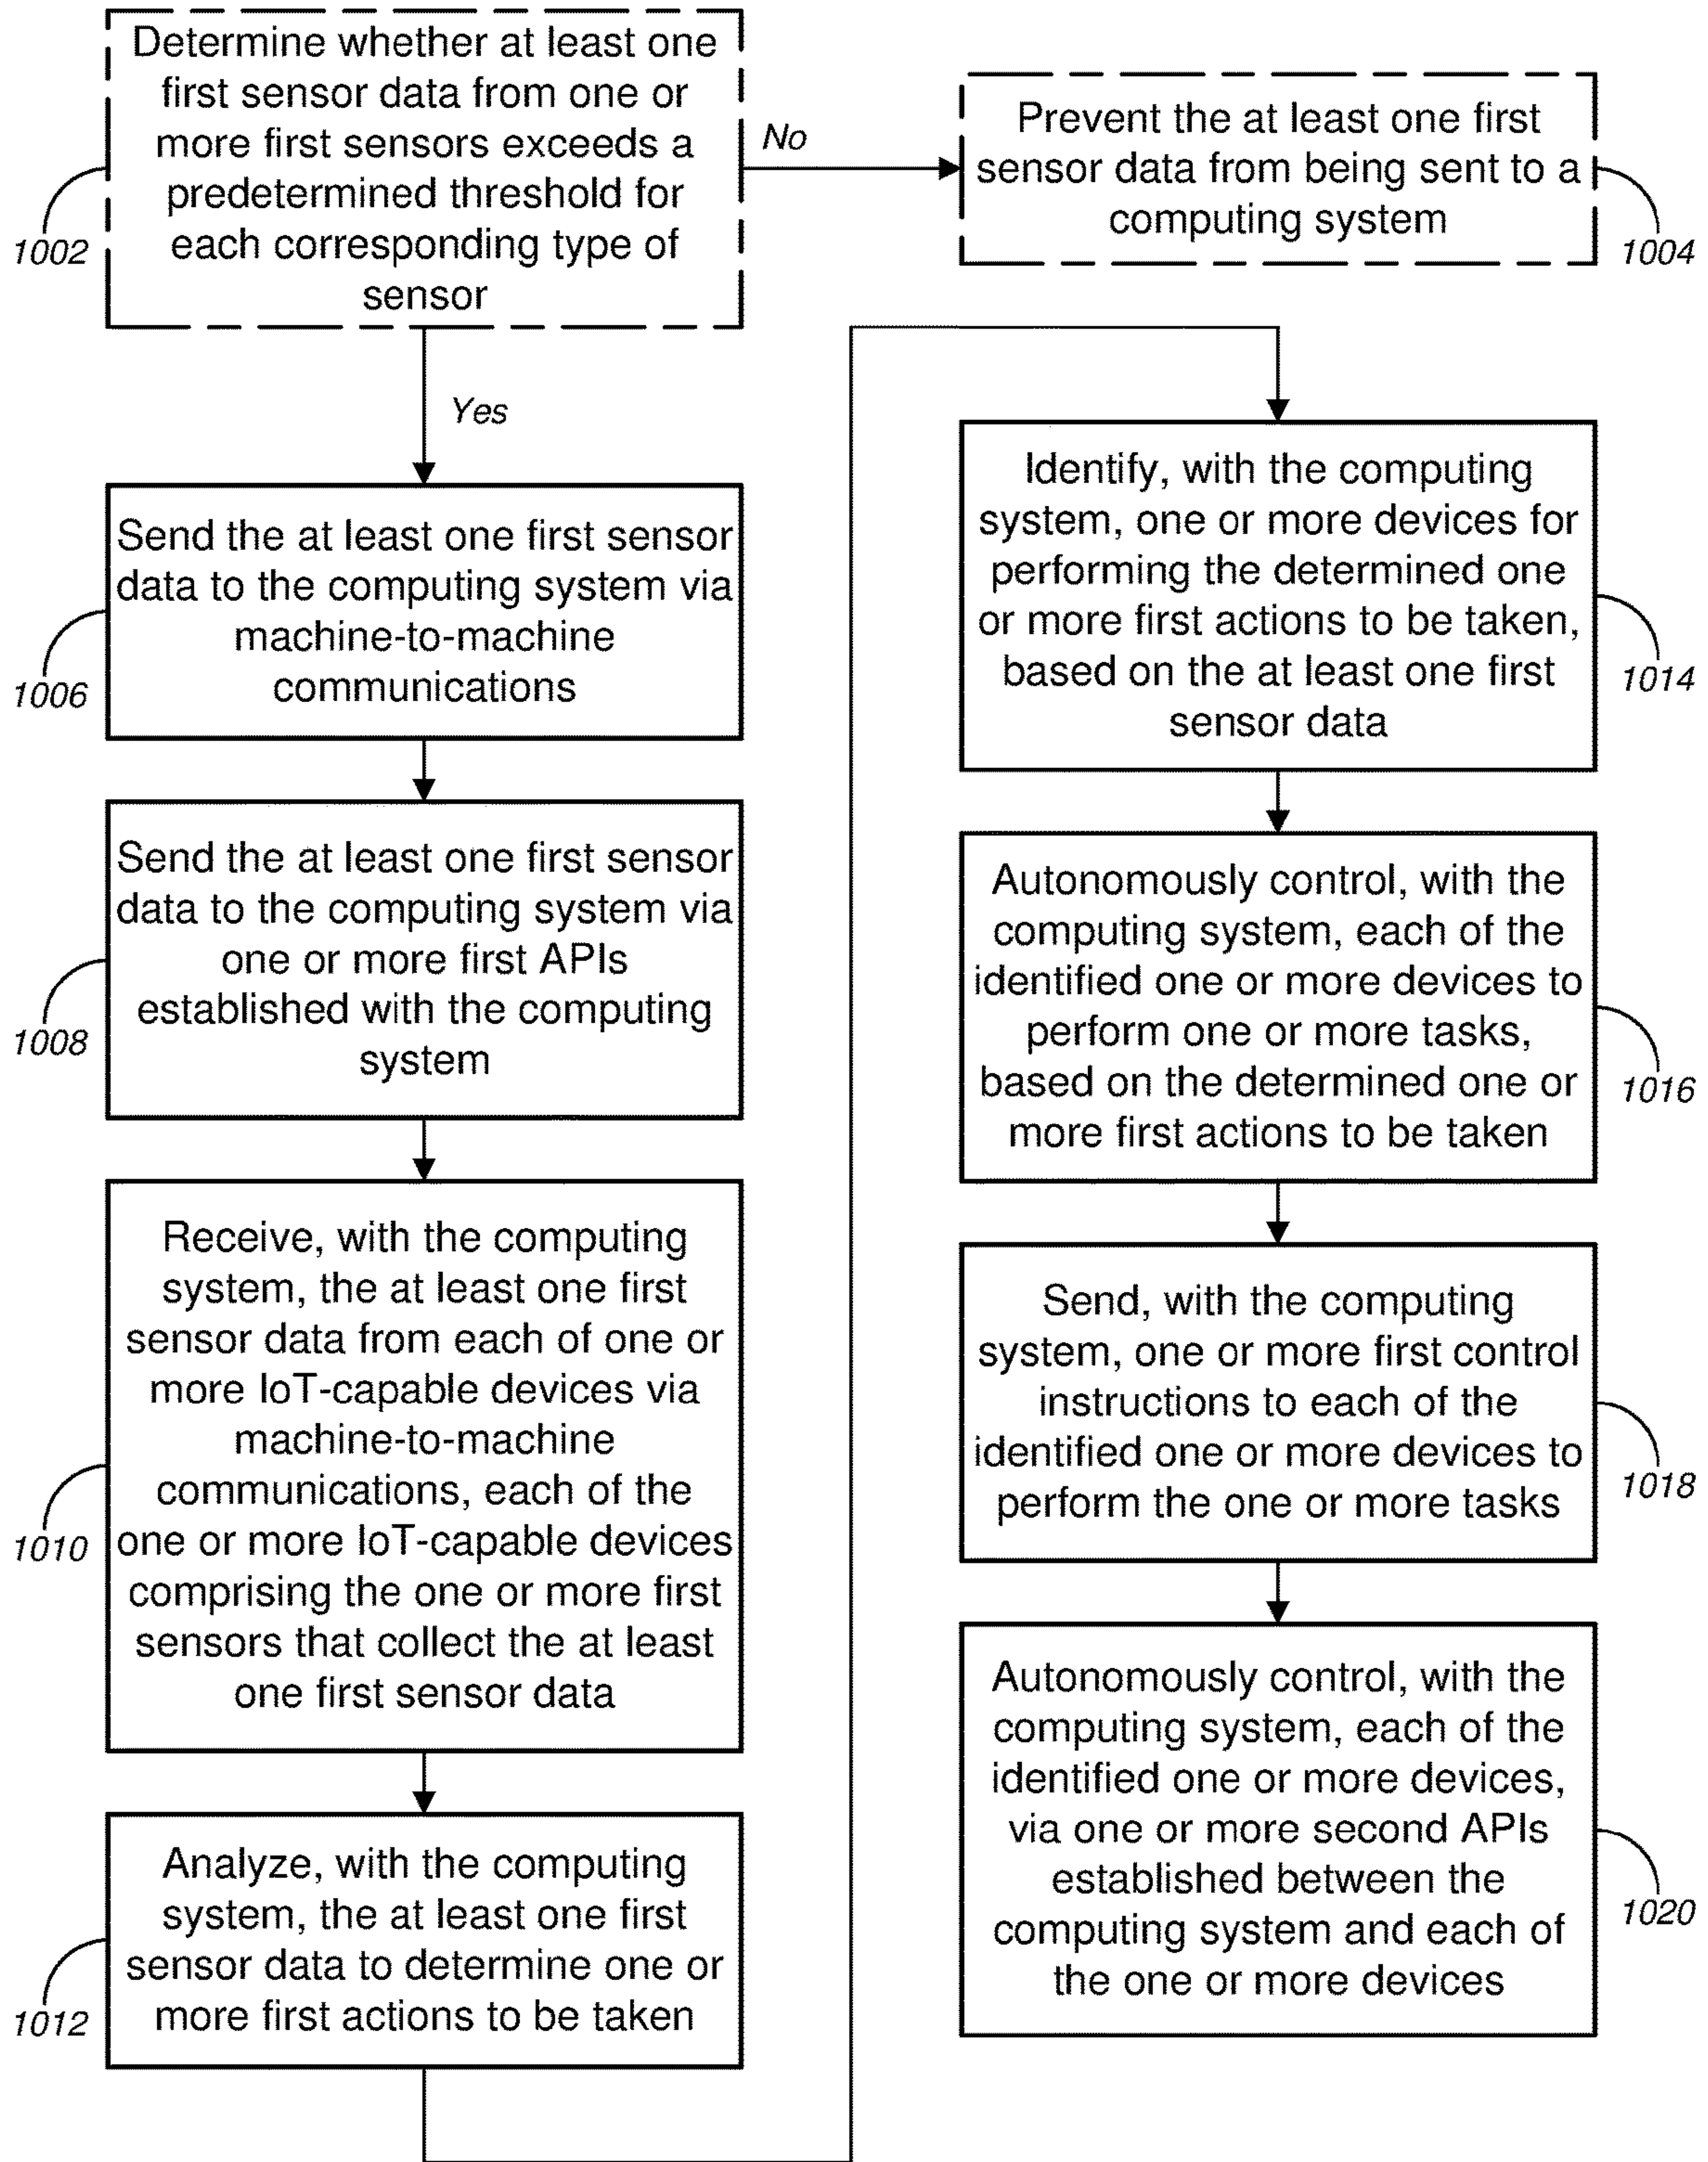 Determine whether at least one
first sensor data from one or
more first sensors exceeds a
predetermined threshold for
each corresponding type of
sensor
1002
No
Prevent the at least one first
sensor data from being sent to a
computing system
1004
Yes
Send the at least one first sensor
data to the computing system via
machine-to-machine
communications
1006
Send the at least one first sensor
data to the computing system via
one or more first APIs
established with the computing
system
1008
Receive, with the computing
system, the at least one first
sensor data from each of one or
more IoT-capable devices via
machine-to-machine
communications, each of the
one or more IoT-capable devices
comprising the one or more first
sensors that collect the at least
one first sensor data
1010
Analyze, with the computing
system, the at least one first
sensor data to determine one or
more first actions to be taken
1012
Identify, with the computing
system, one or more devices for
performing the determined one
or more first actions to be taken,
based on the at least one first
sensor data
1014
Autonomously control, with the
computing system, each of the
identified one or more devices to
perform one or more tasks,
based on the determined one or
more first actions to be taken
1016
Send, with the computing
system, one or more first control
instructions to each of the
identified one or more devices to
perform the one or more tasks
1018
Autonomously control, with the
computing system, each of the
identified one or more devices,
via one or more second APIs
established between the
computing system and each of
the one or more devices
1020